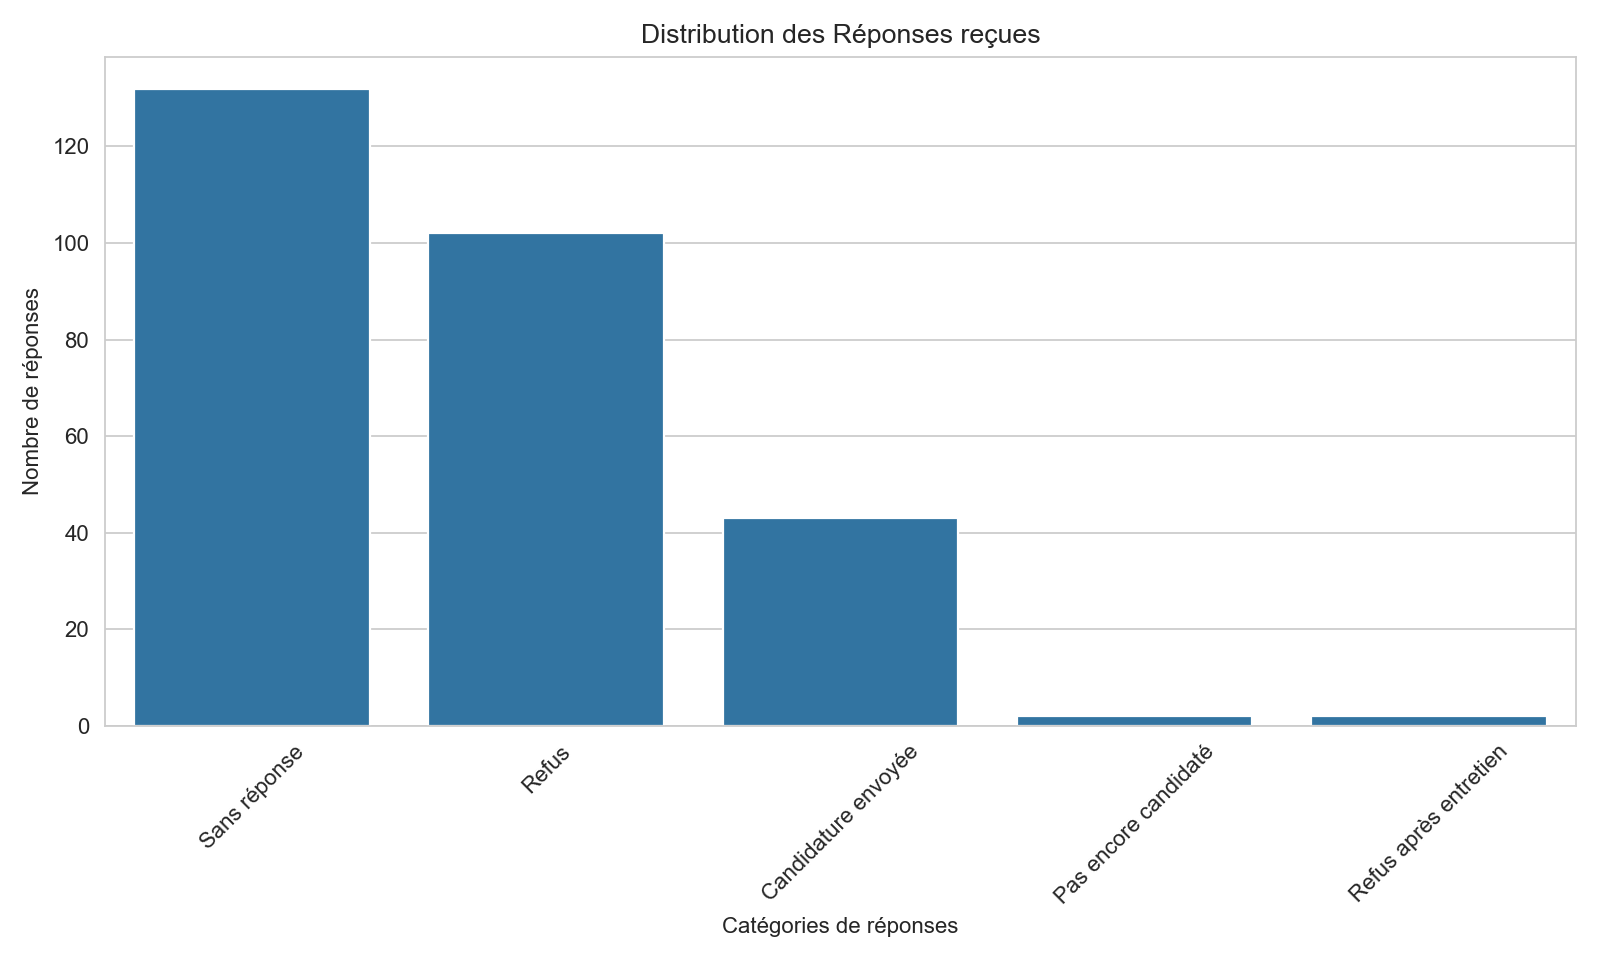 Distribution des Réponses reçues
Nombre de réponses
120
100
80
60
40
20
0
Sans réponse
Refus
Candidature envoyée
Pas encore candidaté
Refus après entretien
Catégories de réponses